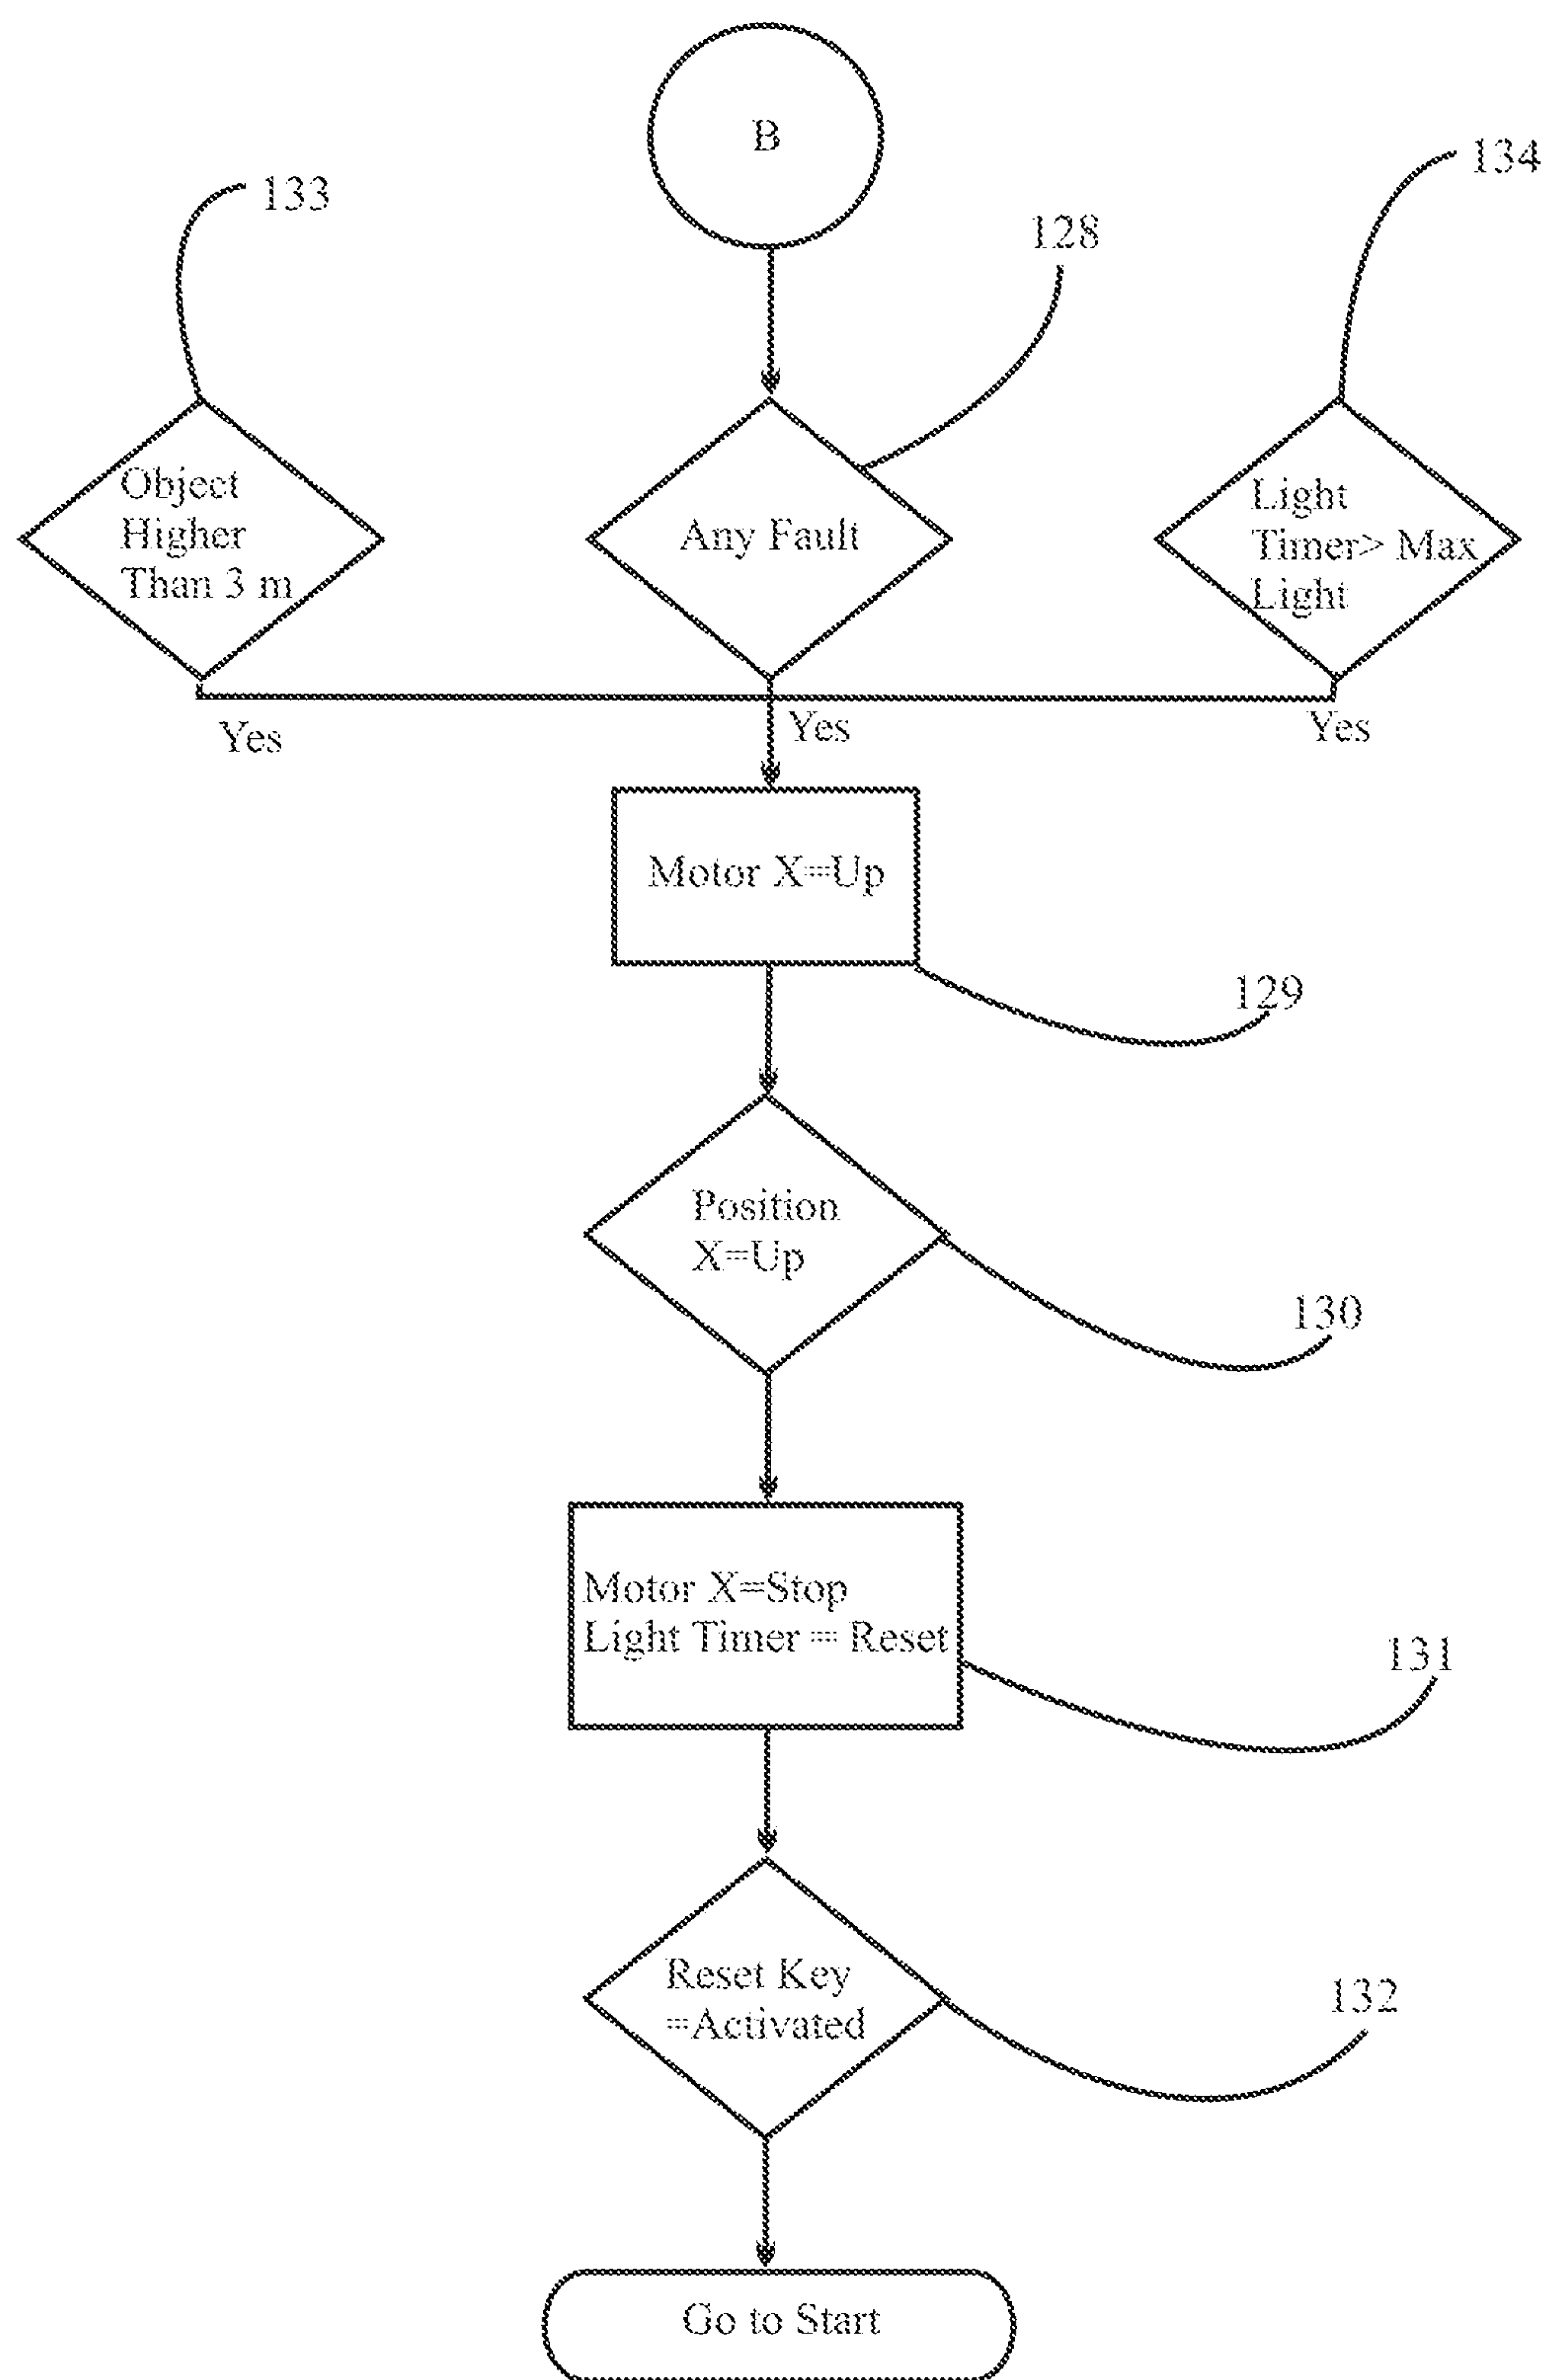 B
133
128
134
Object
Higher
Than 3 m
Any Fault
Light
Timer> Max
Light
Yes
Yes
Yes
Motor X=Up
129
Position
X=Up
130
Motor X=Stop
Light Timer = Reset
131
Reset Key
=Activated
132
Go to Start